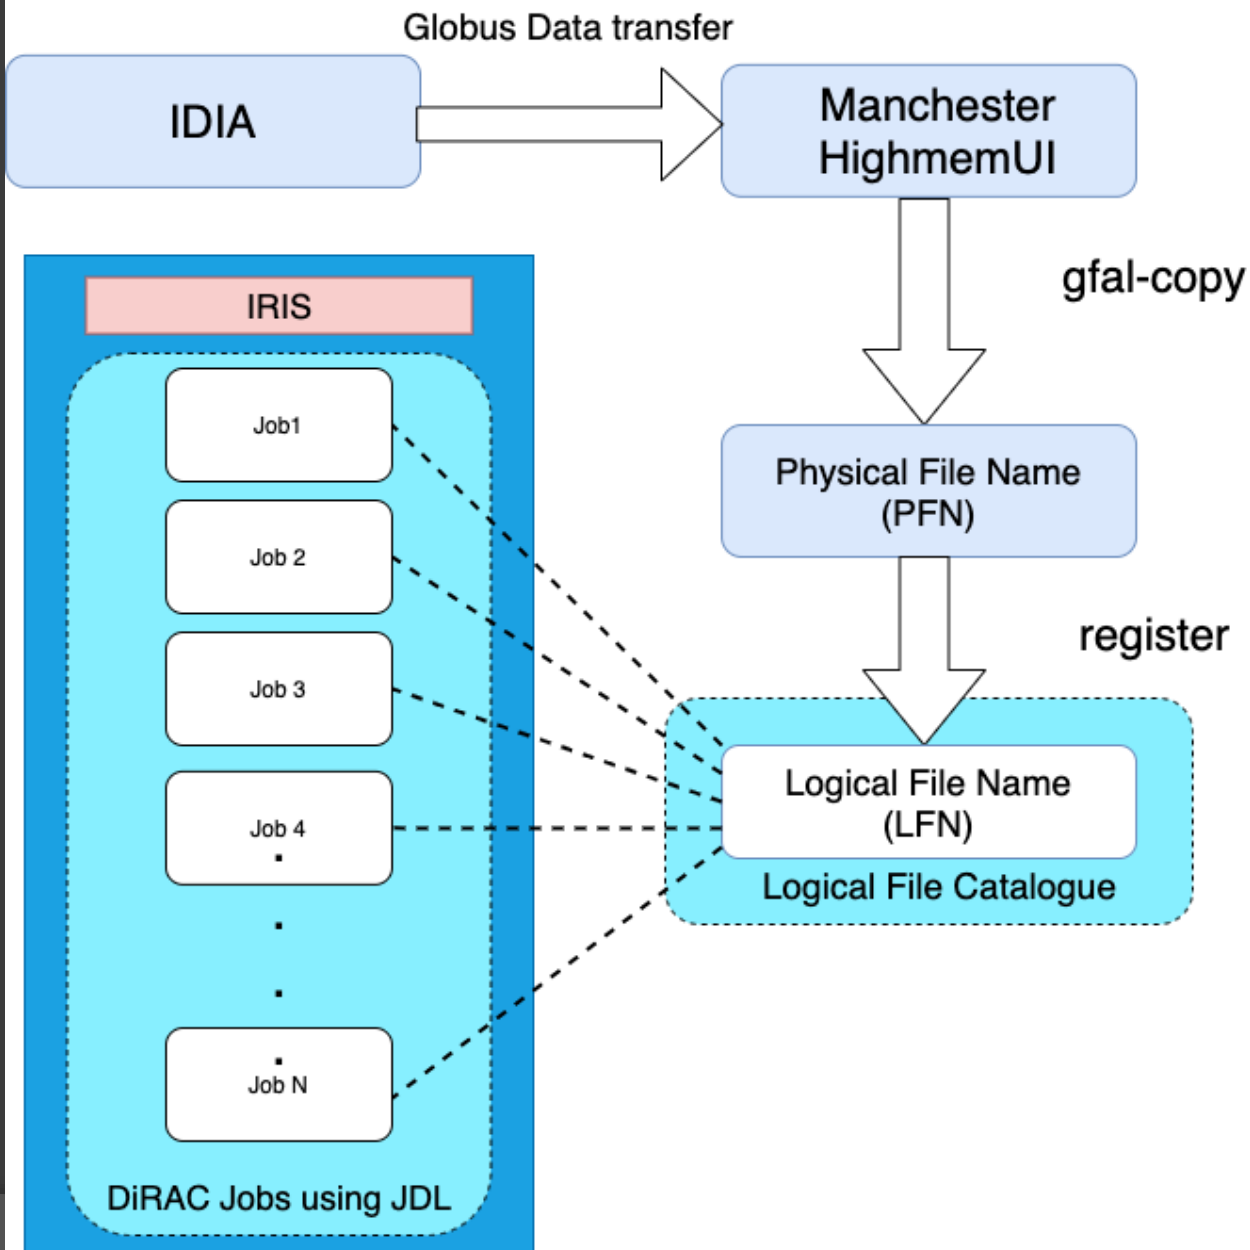 Globus Data transfer
IDIA
Manchester
HighmemUI
gfal-copy
IRIS
Job1
Job 2
Job 3
Job 4
Job N
DiRAC Jobs using JDL
Physical File Name
(PFN)
register
Logical File Name
(LFN)
Logical File Catalogue